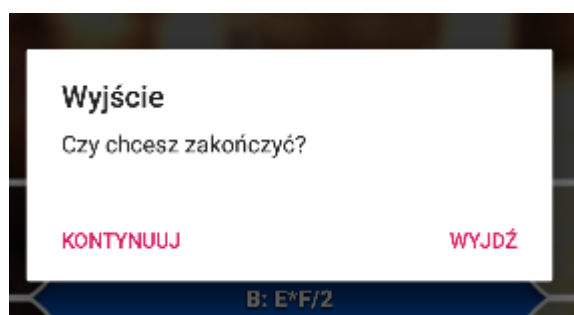 Wyjście
Czy chcesz zakończyć?
KONTYNUUJ
WYJDŹ
B: E*F/2